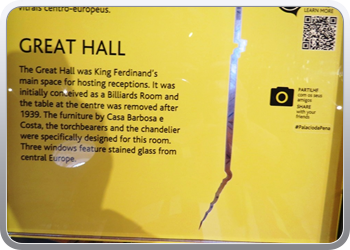 vitrais centro-europeus.
GREAT HALL
The Great Hall was King Ferdinand's
main space for hosting receptions. It was
initially conceived as a Billiards Room and
the table at the centre was removed after
1939. The furniture by Casa Barbosa e
Costa, the torchbearers and the chandelier
were specifically designed for this room.
Three windows feature stained glass from
central Europe.
LEARN MORE
PARTILHE
com os seus
amigos
SHARE
with your
friends
#PalaciodaPena